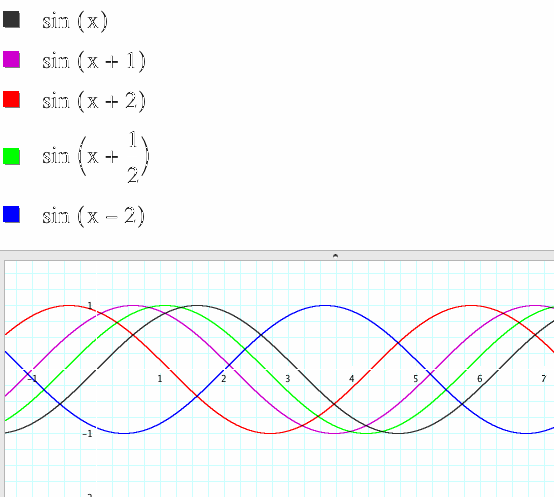 sin (x)
sin (x + 1)
sin (x + 2)
sin (x + 1/2)
sin (x – 2)
1
-1 1 2 3 4 5 6 7
-1